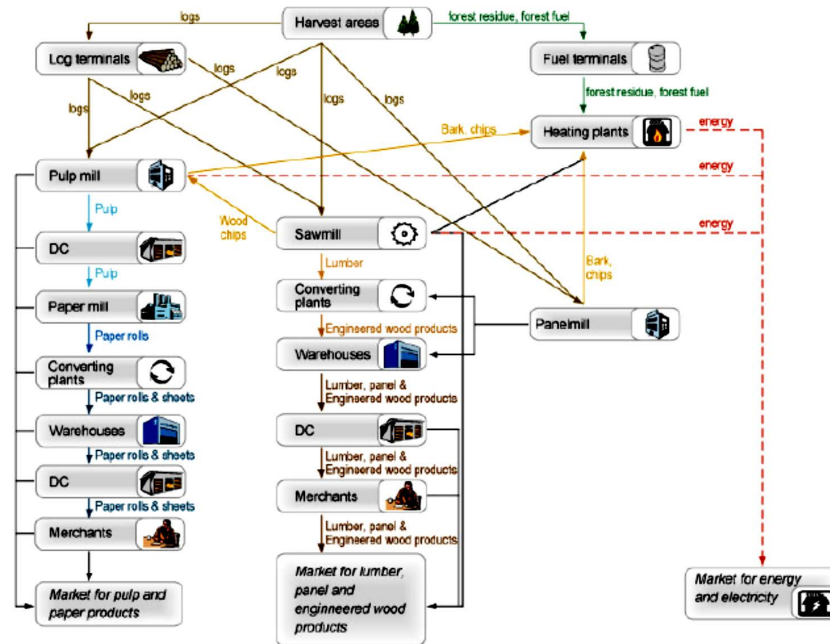 logs
Harvest areas
forest residue, forest fuel
Log terminals
Fuel terminals
logs
logs
logs
logs
logs
logs
forest residue, forest fuel
Bark, chips
Heating plants
energy
Pulp mill
energy
Pulp
Wood
chips
Sawmill
energy
DC
Lumber
Bark,
chips
Pulp
Converting
plants
Paper mill
Engineered wood products
Panelmill
Paper rolls
Warehouses
Converting
plants
Lumber, panel &
Engineered wood products
Paper rolls & sheets
Warehouses
DC
Paper rolls & sheets
Lumber, panel &
Engineered wood products
DC
Merchants
Paper rolls & sheets
Merchants
Lumber, panel &
Engineered wood products
Market for pulp and
paper products
Market for lumber,
panel and
enginneered wood
products
Market for energy
and electricity